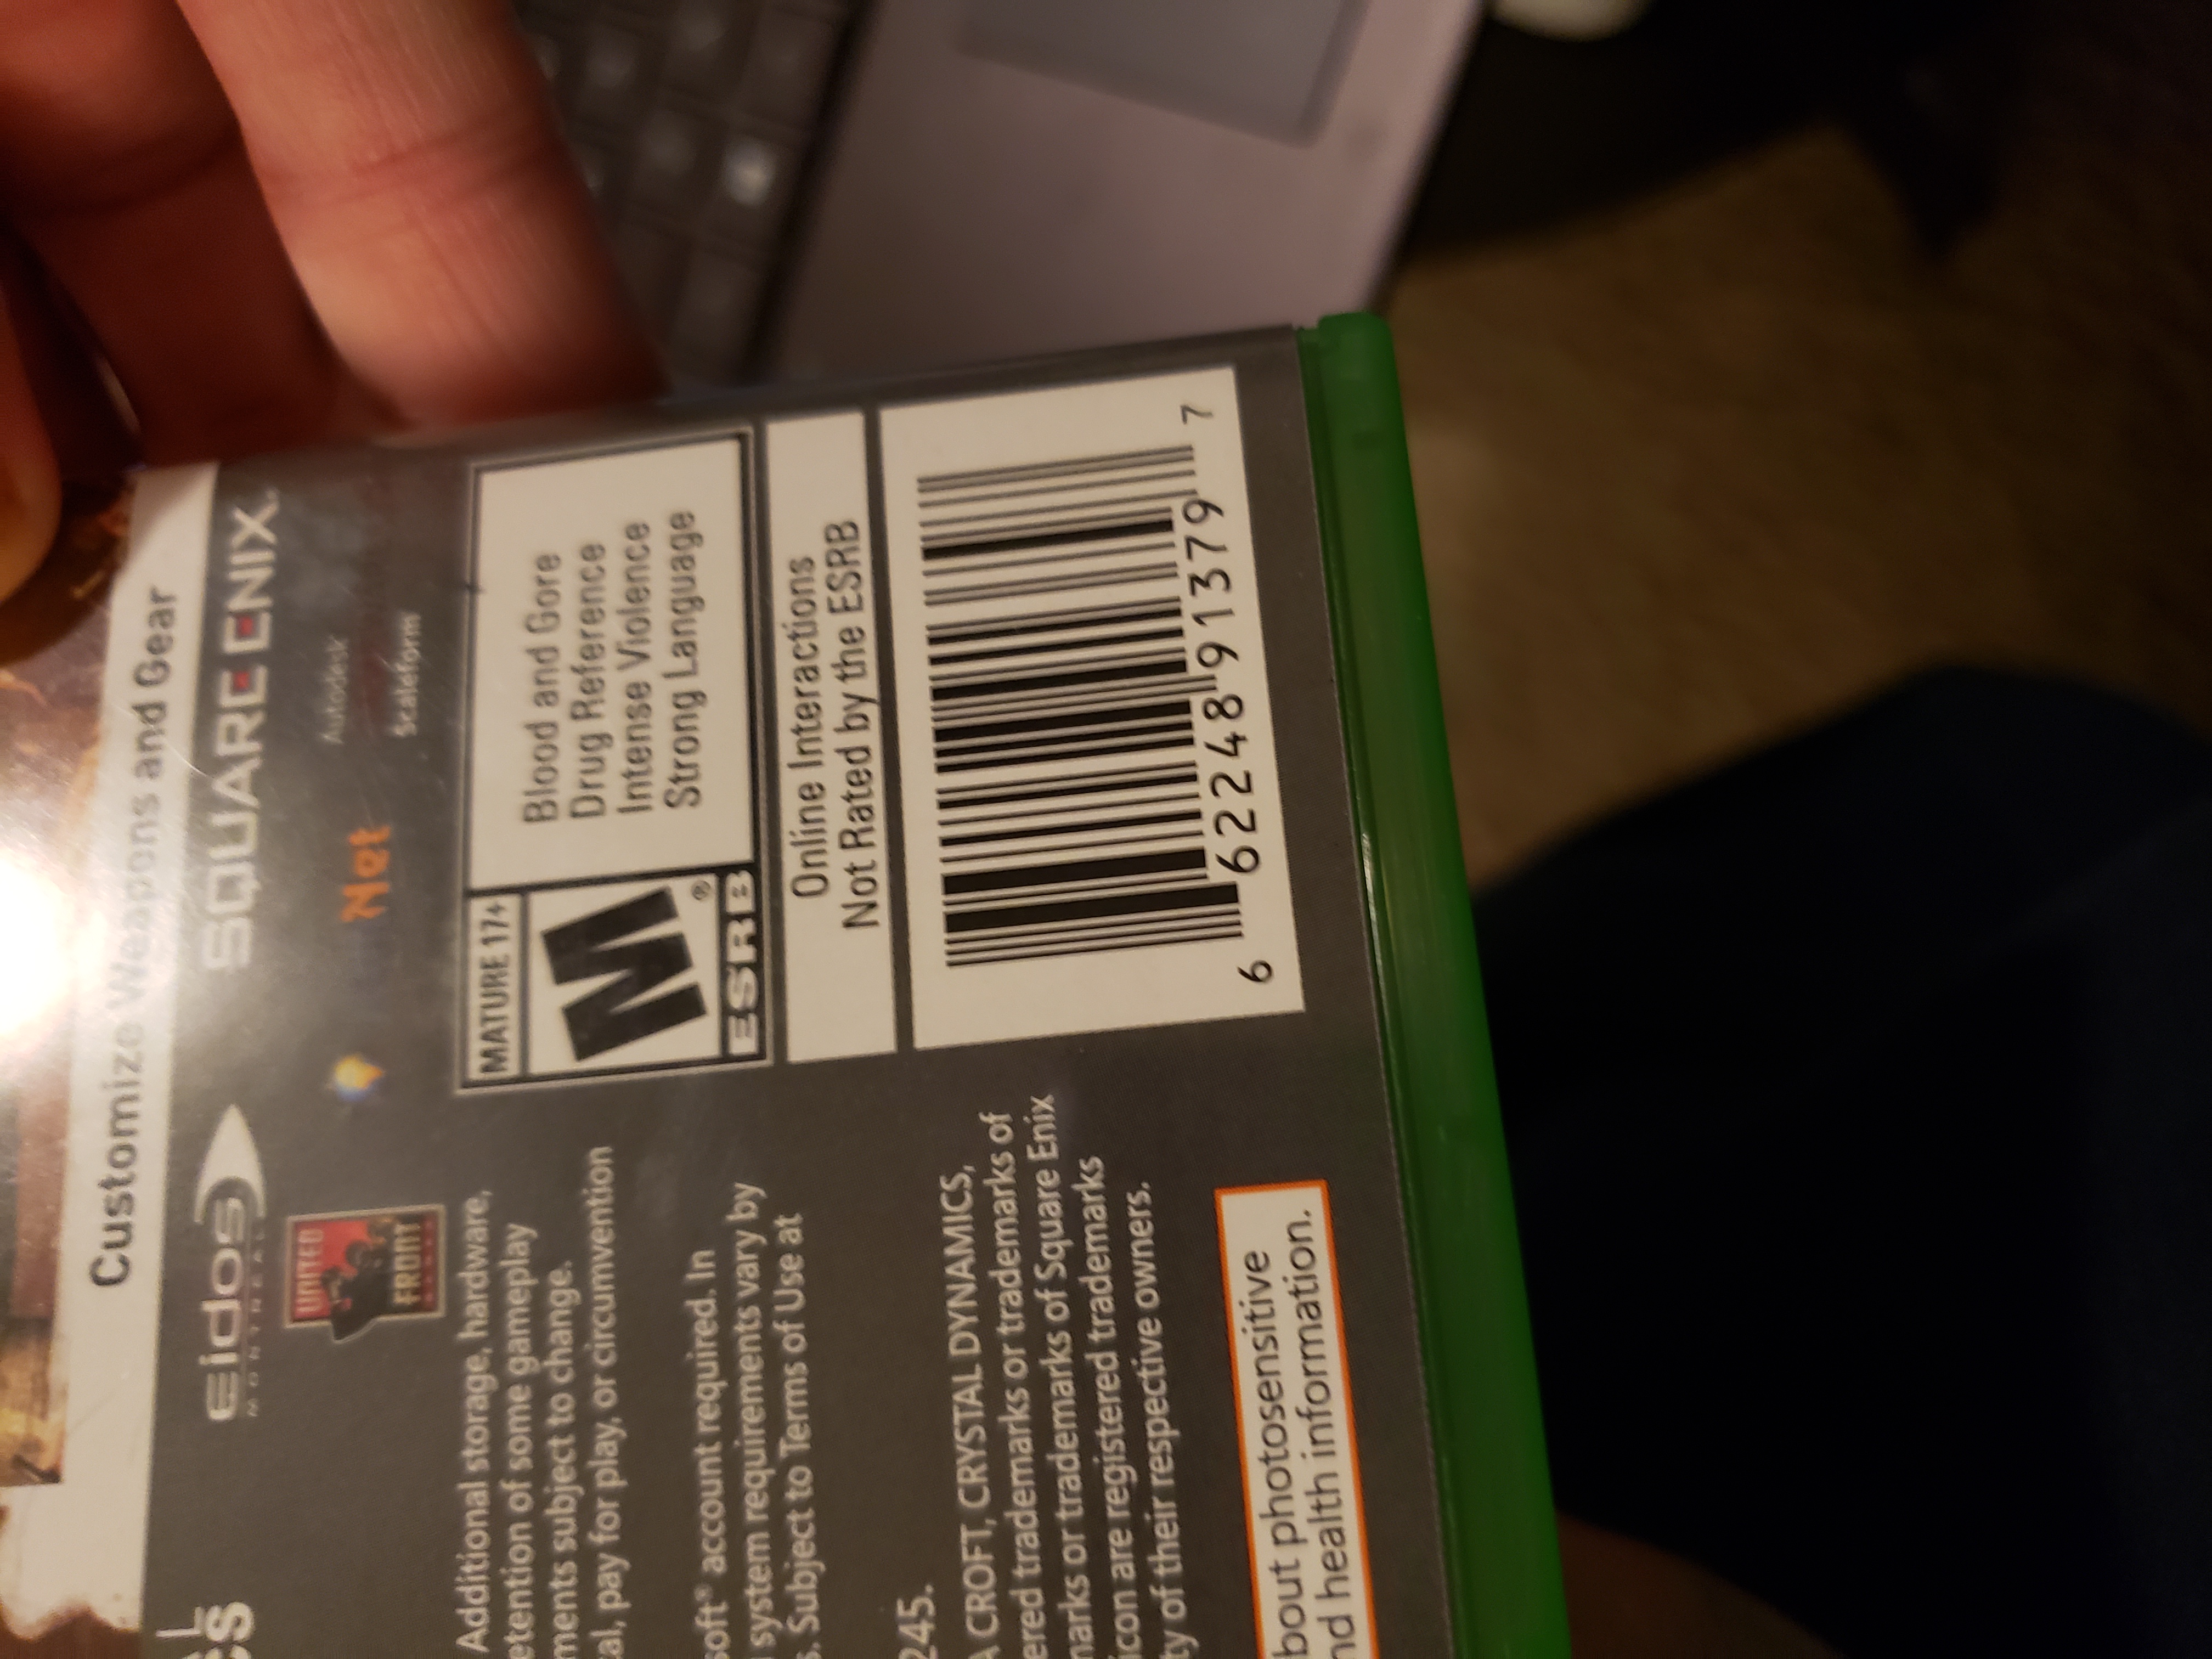 Customize Weapons and Gear
AL
CS
eidos
MONTREAL
SQUARE ENIX.
UNITED
FRONT
Net
Autodesk
Scaleform
Additional storage, hardware,
etention of some gameplay
ments subject to change.
cal, pay for play, or circumvention
soft® account required. In
system requirements vary by
s. Subject to Terms of Use at
245.
A CROFT, CRYSTAL DYNAMICS,
ered trademarks or trademarks of
marks or trademarks of Square Enix
icon are registered trademarks
ty of their respective owners.
bout photosensitive
nd health information.
MATURE 17+
M®
ESRB
Blood and Gore
Drug Reference
Intense Violence
Strong Language
Online Interactions
Not Rated by the ESRB
6 62248 91379 7